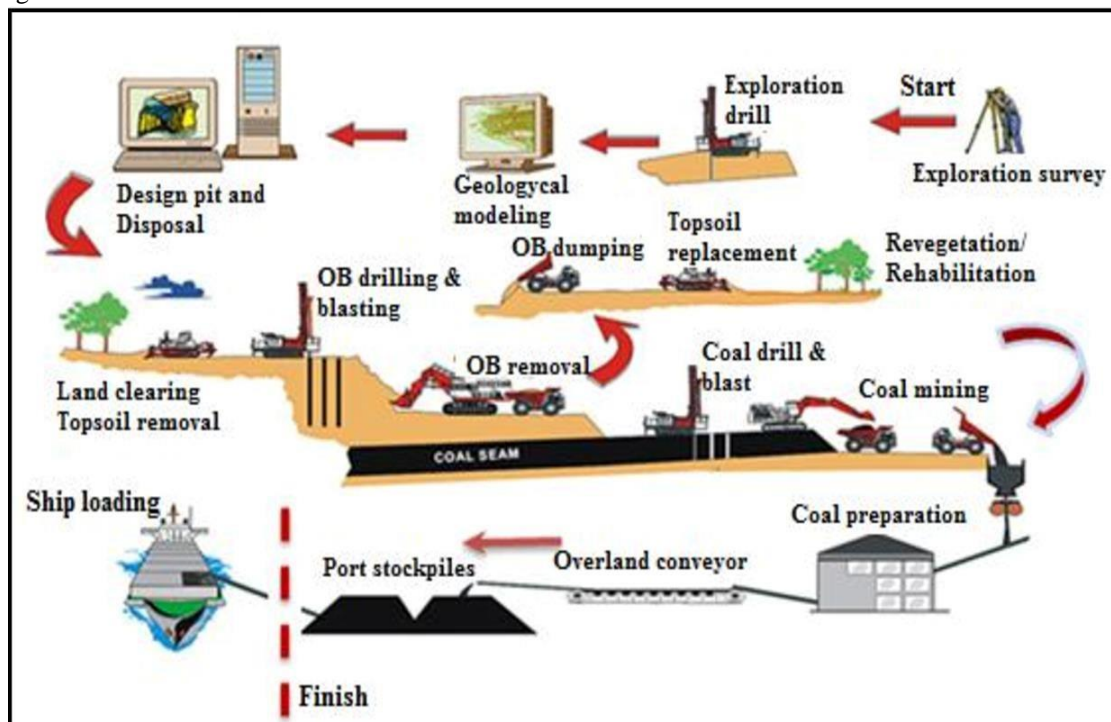 Start
Exploration survey
Exploration
drill
Geologycal
modeling
Design pit and
Disposal
Land clearing
Topsoil removal
OB drilling &
blasting
OB removal
OB dumping
Topsoil
replacement
Revegetation/
Rehabilitation
COAL SEAM
Coal drill &
blast
Coal mining
Coal preparation
Overland conveyor
Port stockpiles
Ship loading
Finish